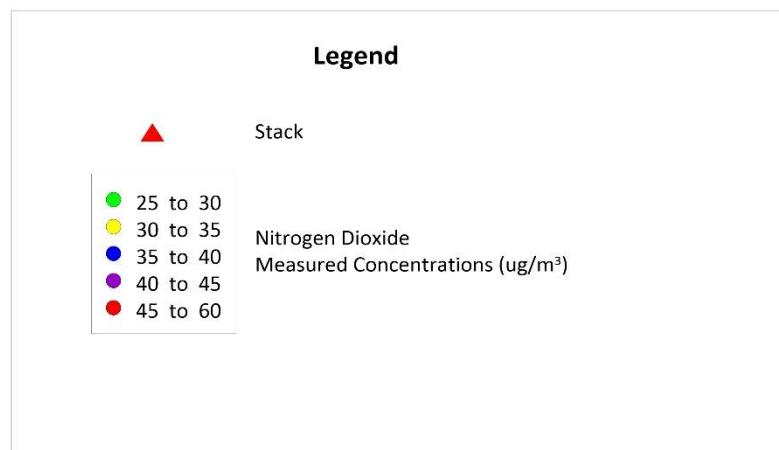 Legend
Stack
25 to 30
30 to 35
35 to 40
40 to 45
45 to 60
Nitrogen Dioxide
Measured Concentrations (ug/m³)